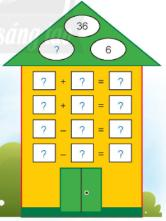 36
? 6
? + ? = ?
? + ? = ?
? – ? = ?
? – ? = ?